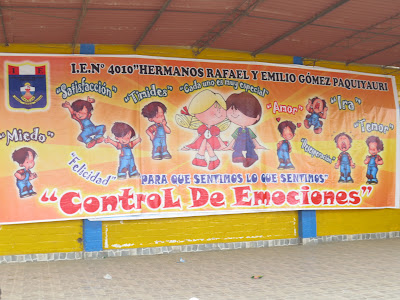 I.E.N° 4010"HERMANOS RAFAEL Y EMILIO GÓMEZ PAQUIYAURI
"Satisfacción"
"Timides"
"Cada uno es muy especial"
"Amor"
"Ira"
"Temor"
"Miedo"
"Felicidad"
PARA QUE SENTIMOS LO QUE SENTIMOS"
"Control De Emociones"